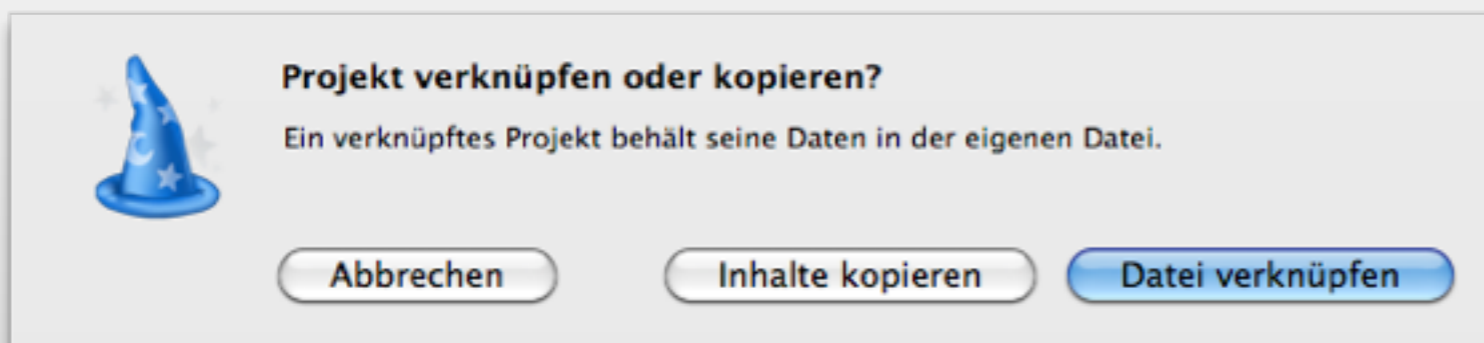 Projekt verknüpfen oder kopieren?
Ein verknüpftes Projekt behält seine Daten in der eigenen Datei.
Abbrechen Inhalte kopieren Datei verknüpfen